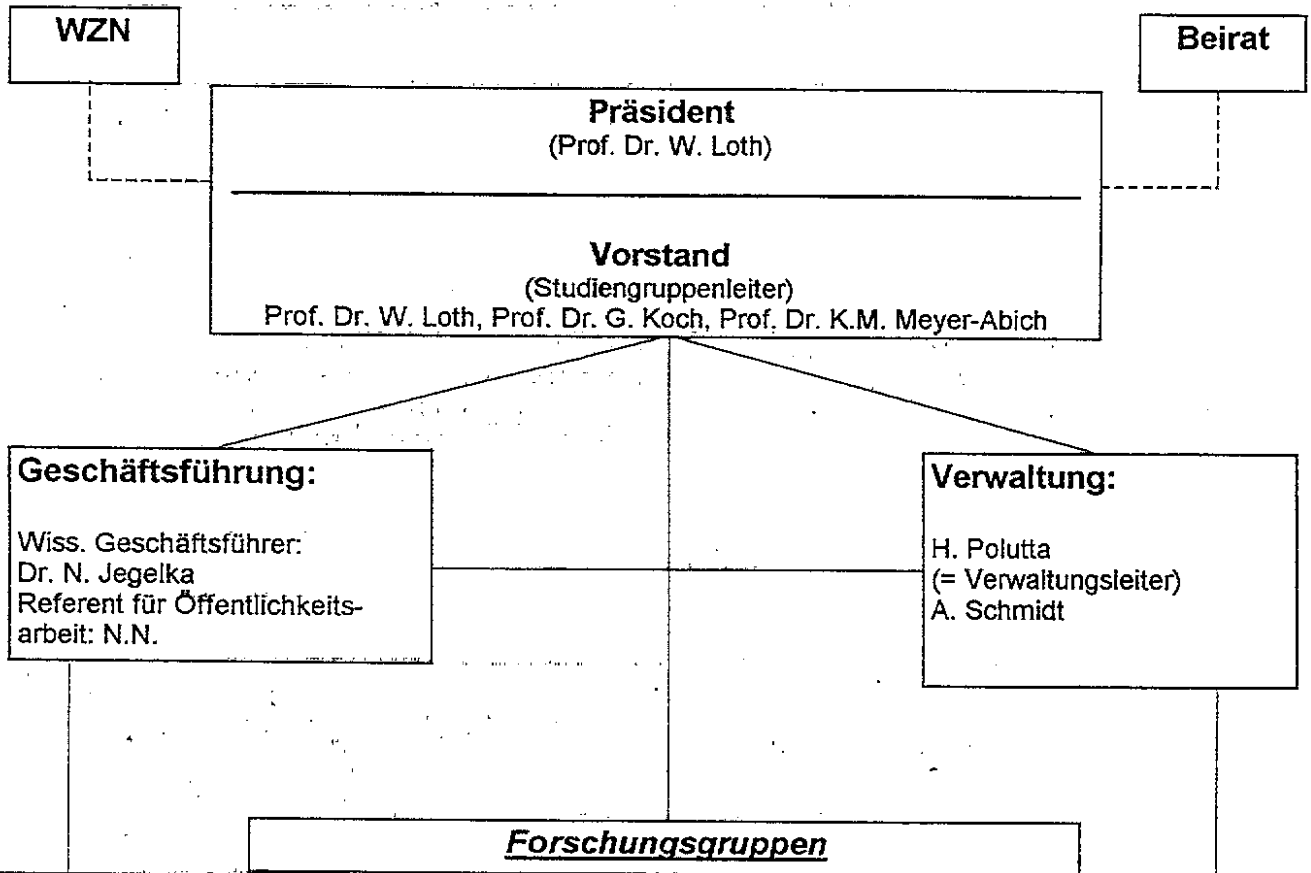 WZN
Beirat
Präsident
(Prof. Dr. W. Loth)
Vorstand
(Studiengruppenleiter)
Prof. Dr. W. Loth, Prof. Dr. G. Koch, Prof. Dr. K.M. Meyer-Abich
Geschäftsführung:
Wiss. Geschäftsführer:
Dr. N. Jegelka
Referent für Öffentlichkeits-
arbeit: N.N.
Verwaltung:
H. Polutta
(= Verwaltungsleiter)
A. Schmidt
Forschungsgruppen